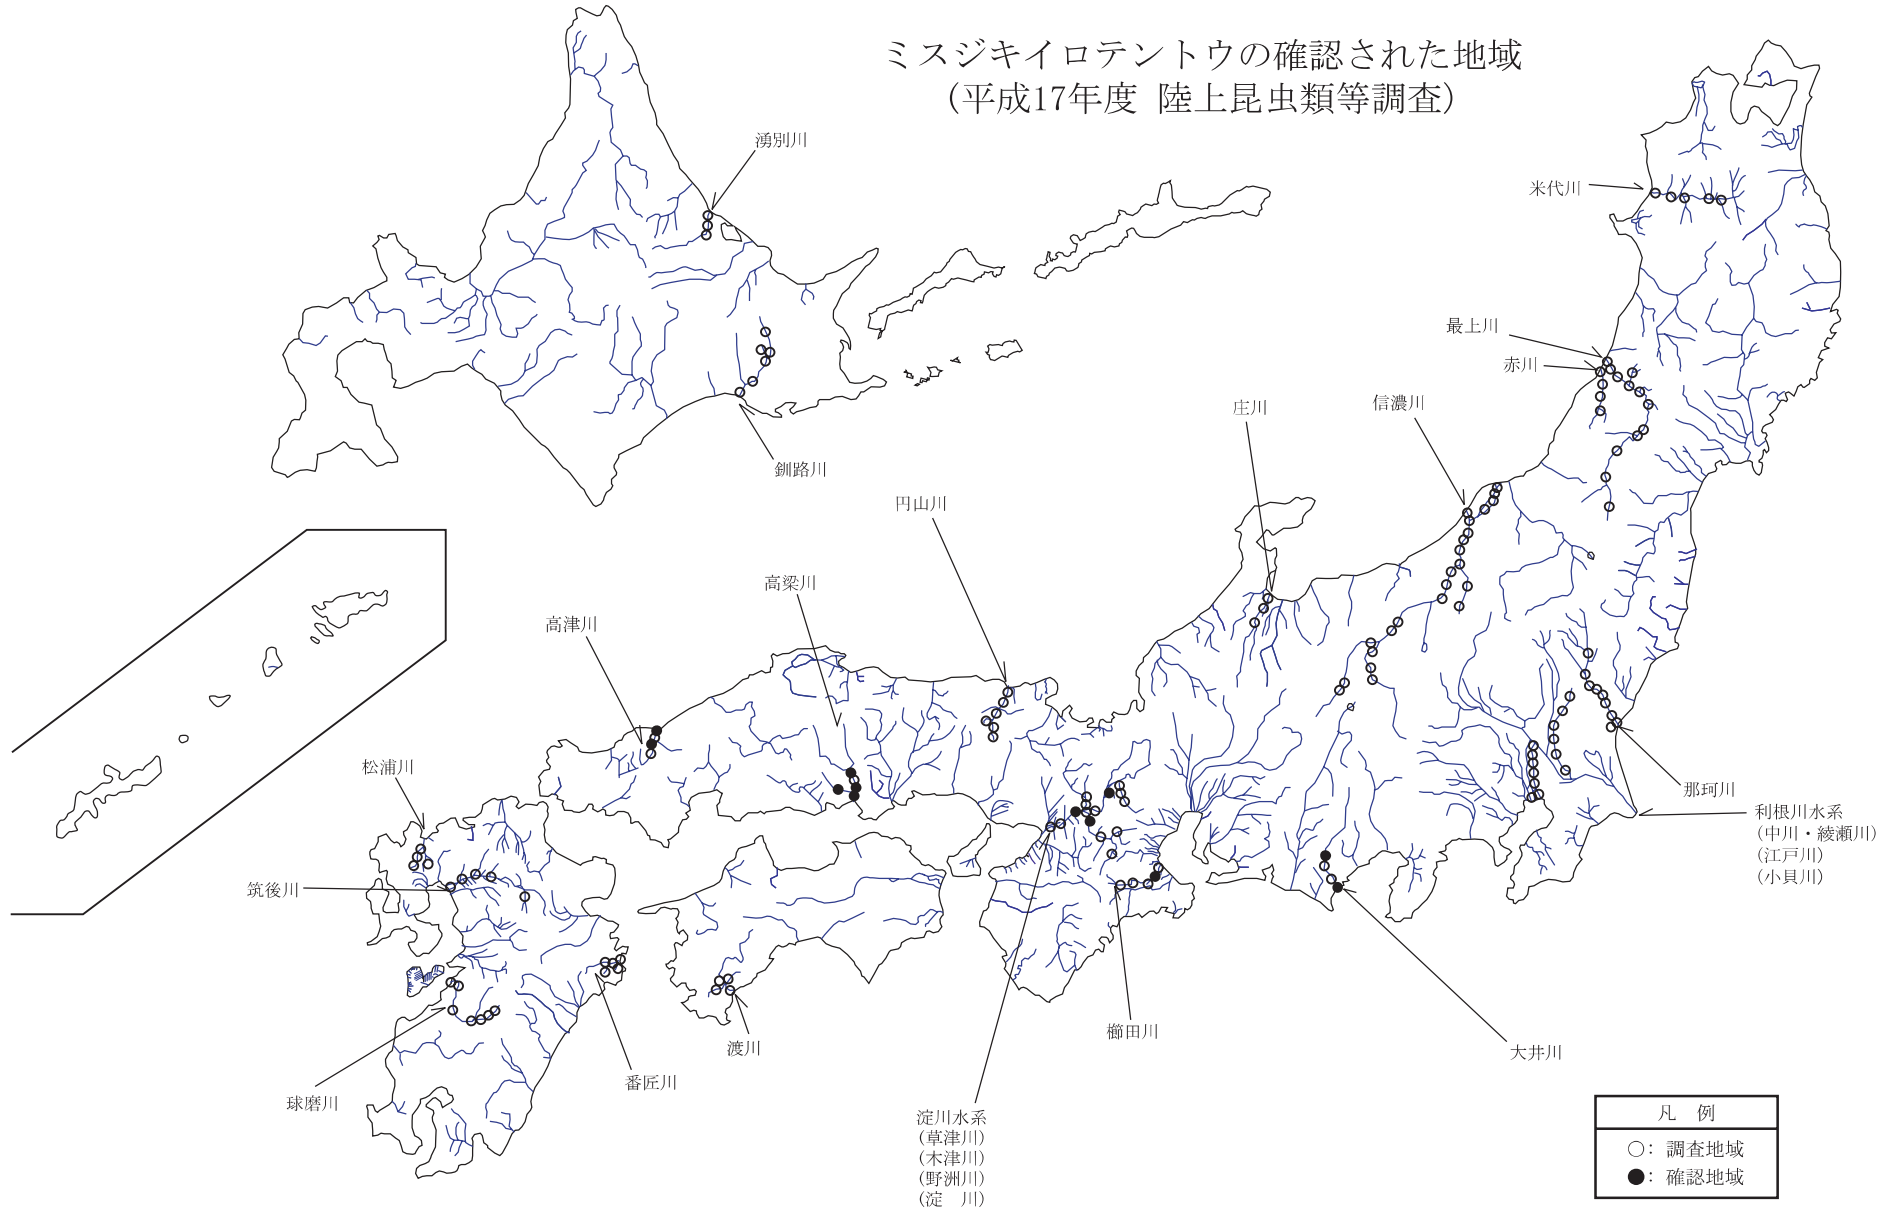 ミスジキイロテントウの確認された地域
(平成17年度 陸上昆虫類等調査)
湧別川
米代川
最上川
赤川
信濃川
庄川
釧路川
円山川
高梁川
高津川
松浦川
筑後川
那珂川
利根川水系
(中川・綾瀬川)
(江戸川)
(小貝川)
櫛田川
大井川
渡川
番匠川
球磨川
淀川水系
(草津川)
(木津川)
(野洲川)
(淀　川)
凡　例
○：調査地域
●：確認地域